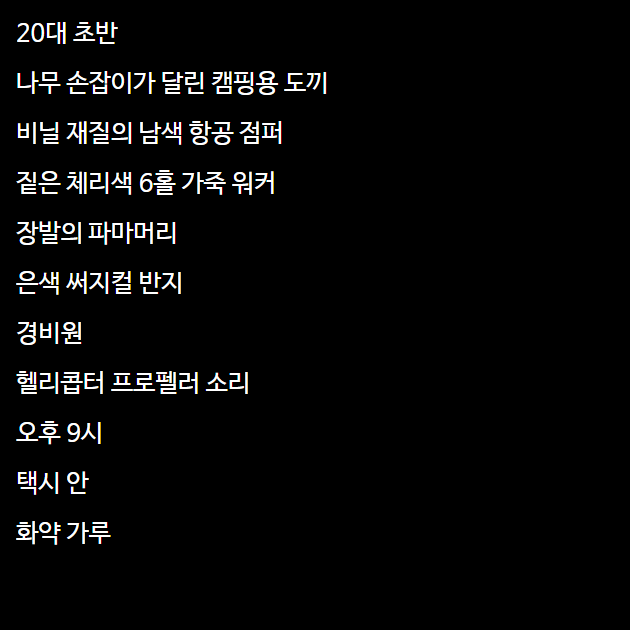 20대 초반
나무 손잡이가 달린 캠핑용 도끼
비닐 재질의 남색 항공 점퍼
짙은 체리색 6홀 가죽 워커
장발의 파마머리
은색 써지컬 반지
경비원
헬리콥터 프로펠러 소리
오후 9시
택시 안
화약 가루